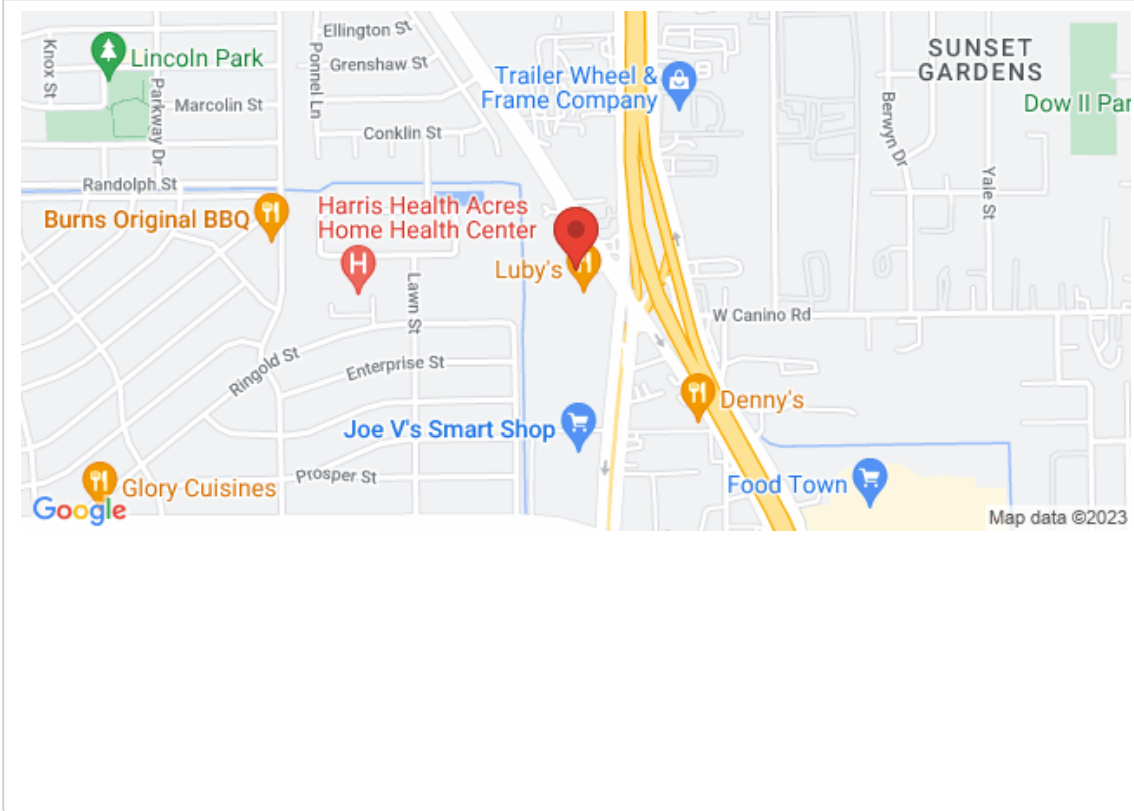 Ellington St
Knox St
Lincoln Park
Ponnel Ln
Grenshaw St
SUNSET
GARDENS
Trailer Wheel &
Frame Company
Parkway Dr
Marcolin St
Conklin St
Berwyn Dr
Dow II Par
Randolph St
Yale St
Burns Original BBQ
Harris Health Acres
Home Health Center
H
Luby's
Lawn St
W Canino Rd
Ringold St
Enterprise St
Denny's
Joe V's Smart Shop
Prosper St
Glory Cuisines
Food Town
Google
Map data ©2023